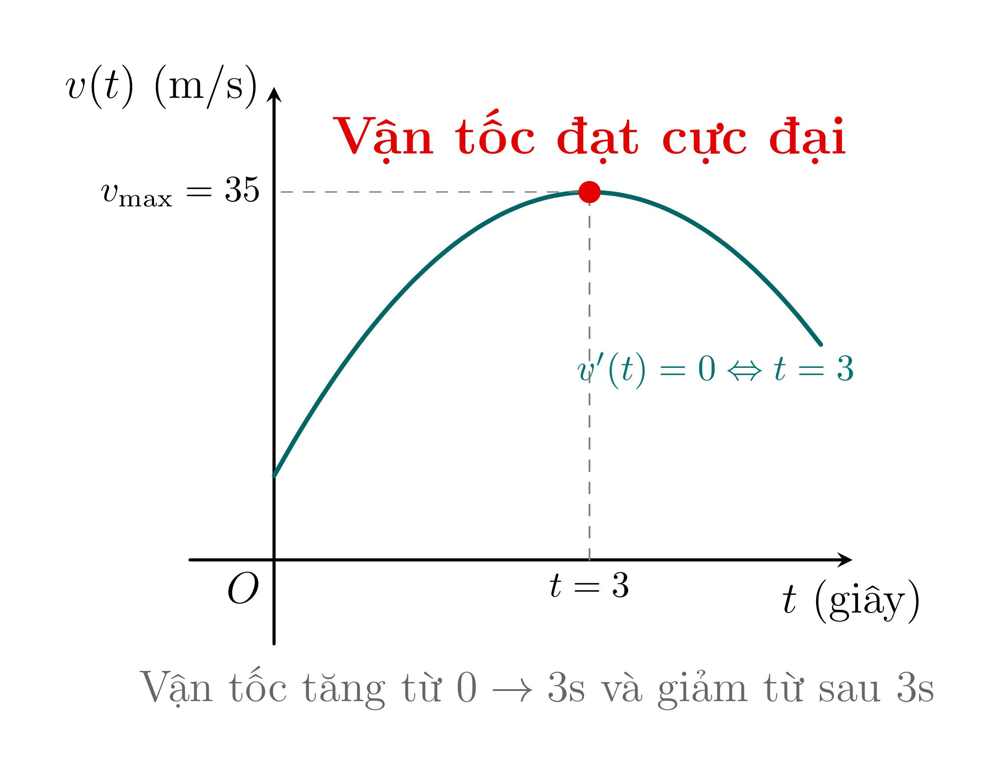 v(t) (m/s)
Vận tốc đạt cực đại
v_max = 35
v′(t) = 0 ⇔ t = 3
O
t = 3
t (giây)
Vận tốc tăng từ 0 → 3s và giảm từ sau 3s